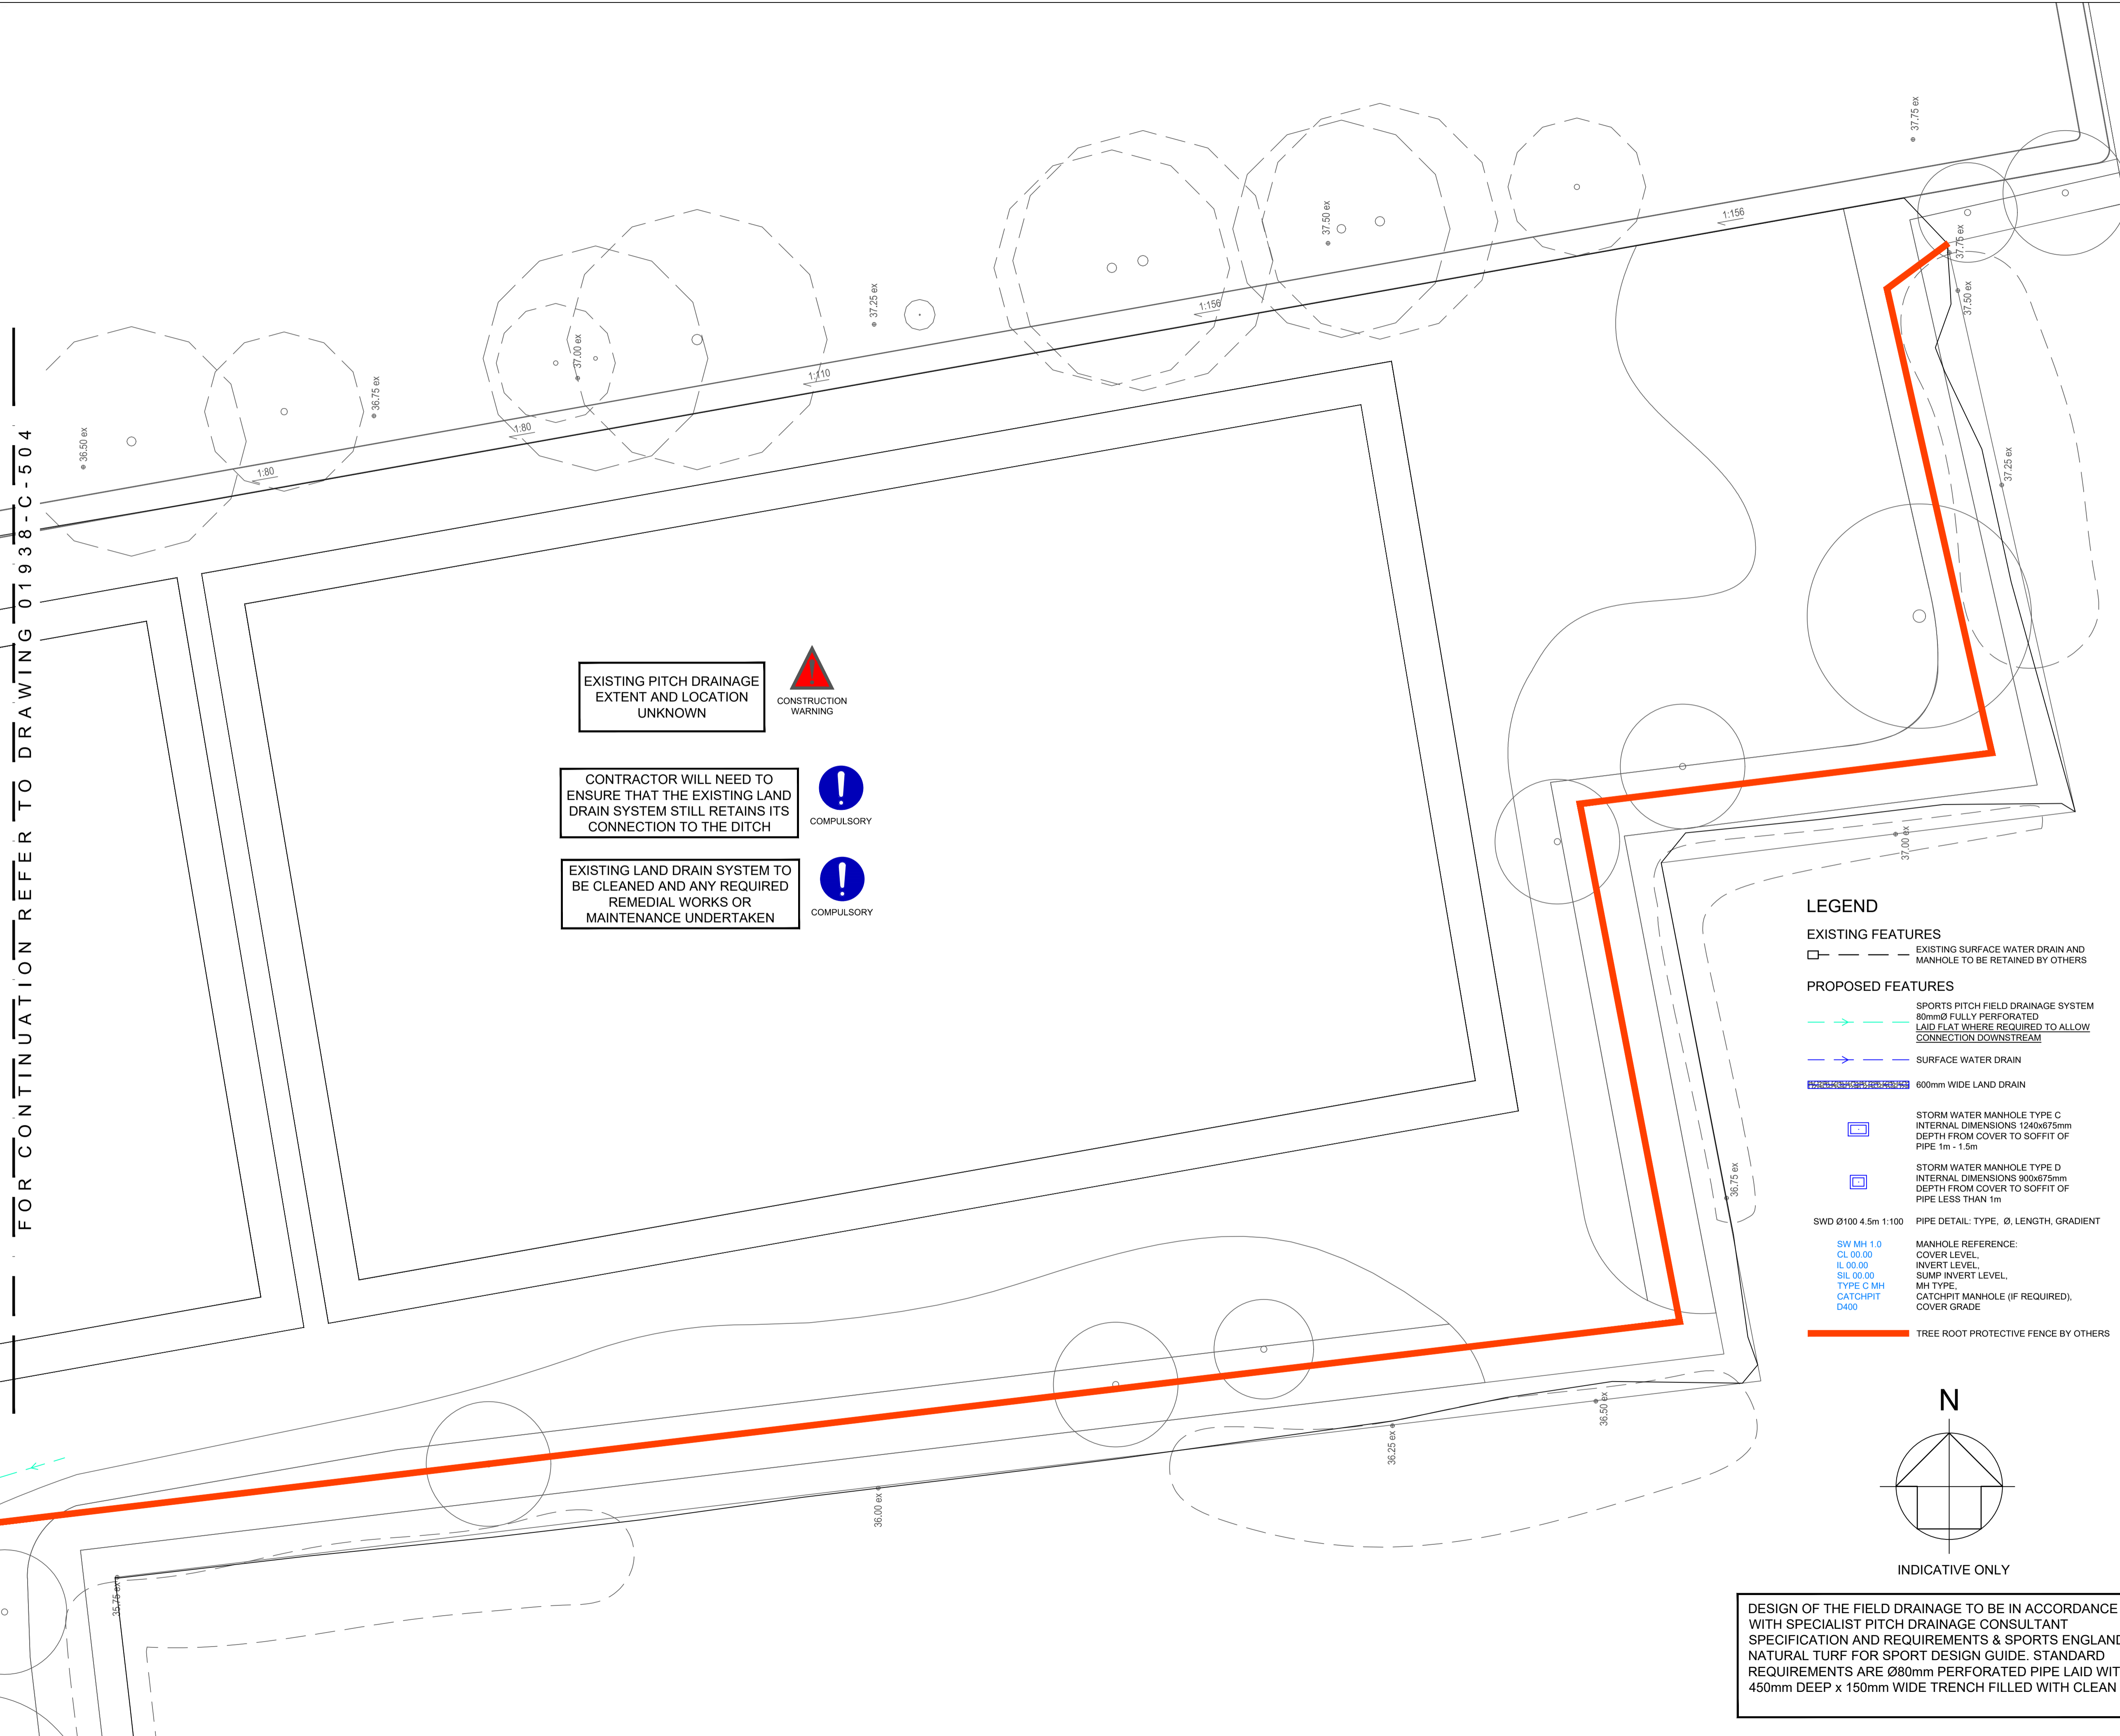 37.75 ex
1:156
37.50 ex
37.75 ex
37.50 ex
1:156
37.25 ex
37.00 ex
1:110
36.75 ex
1:80
36.50 ex
1:80
37.25 ex
FOR CONTINUATION REFER TO DRAWING 01938-C-504
EXISTING PITCH DRAINAGE
EXTENT AND LOCATION
UNKNOWN
CONSTRUCTION
WARNING
CONTRACTOR WILL NEED TO
ENSURE THAT THE EXISTING LAND
DRAIN SYSTEM STILL RETAINS ITS
CONNECTION TO THE DITCH
COMPULSORY
EXISTING LAND DRAIN SYSTEM TO
BE CLEANED AND ANY REQUIRED
REMEDIAL WORKS OR
MAINTENANCE UNDERTAKEN
COMPULSORY
37.00 ex
36.75 ex
36.50 ex
36.25 ex
36.00 ex
35.75 ex
LEGEND
EXISTING FEATURES
EXISTING SURFACE WATER DRAIN AND
MANHOLE TO BE RETAINED BY OTHERS
PROPOSED FEATURES
SPORTS PITCH FIELD DRAINAGE SYSTEM
80mmØ FULLY PERFORATED
LAID FLAT WHERE REQUIRED TO ALLOW
CONNECTION DOWNSTREAM
SURFACE WATER DRAIN
600mm WIDE LAND DRAIN
STORM WATER MANHOLE TYPE C
INTERNAL DIMENSIONS 1240x675mm
DEPTH FROM COVER TO SOFFIT OF
PIPE 1m - 1.5m
STORM WATER MANHOLE TYPE D
INTERNAL DIMENSIONS 900x675mm
DEPTH FROM COVER TO SOFFIT OF
PIPE LESS THAN 1m
SWD Ø100 4.5m 1:100 PIPE DETAIL: TYPE, Ø, LENGTH, GRADIENT
SW MH 1.0 MANHOLE REFERENCE:
CL 00.00 COVER LEVEL,
IL 00.00 INVERT LEVEL,
SIL 00.00 SUMP INVERT LEVEL,
TYPE C MH MH TYPE,
CATCHPIT CATCHPIT MANHOLE (IF REQUIRED),
D400 COVER GRADE
TREE ROOT PROTECTIVE FENCE BY OTHERS
N
INDICATIVE ONLY
DESIGN OF THE FIELD DRAINAGE TO BE IN ACCORDANCE
WITH SPECIALIST PITCH DRAINAGE CONSULTANT
SPECIFICATION AND REQUIREMENTS & SPORTS ENGLAND
NATURAL TURF FOR SPORT DESIGN GUIDE. STANDARD
REQUIREMENTS ARE Ø80mm PERFORATED PIPE LAID
450mm DEEP x 150mm WIDE TRENCH FILLED WITH CLEAN